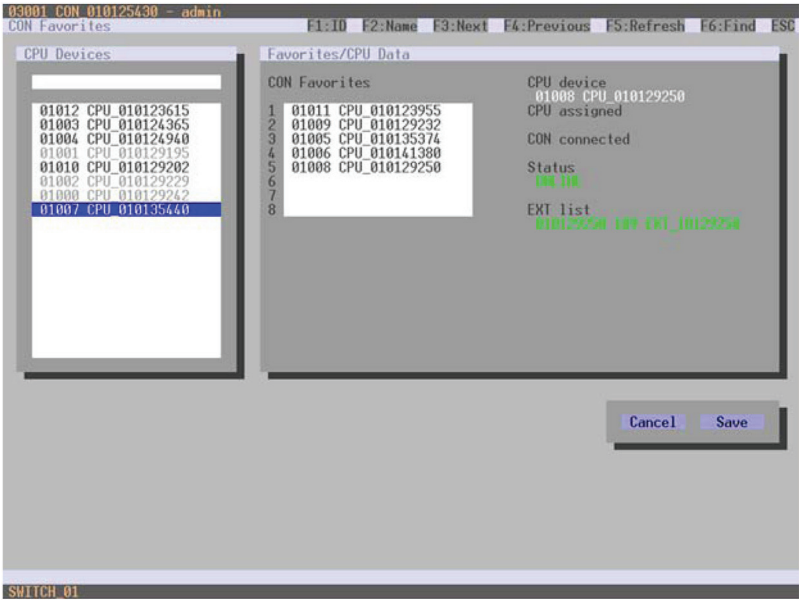 03001 CON 010125430 - admin
CON Favorites F1:ID F2:Name F3:Next F4:Previous F5:Refresh F6:Find ESC
CPU Devices
01012 CPU_010123615
01003 CPU_010124365
01004 CPU_010124940
01001 CPU_010129195
01010 CPU_010129202
01002 CPU_010129229
01000 CPU_010129242
01007 CPU_010135440
Favorites/CPU Data
CON Favorites
1 01011 CPU_010123955
2 01009 CPU_010129232
3 01005 CPU_010135374
4 01006 CPU_010141380
5 01008 CPU_010129250
6
7
8
CPU device
01008 CPU_010129250
CPU assigned
CON connected
Status
ONLINE
EXT list
Cancel Save
SWITCH_01